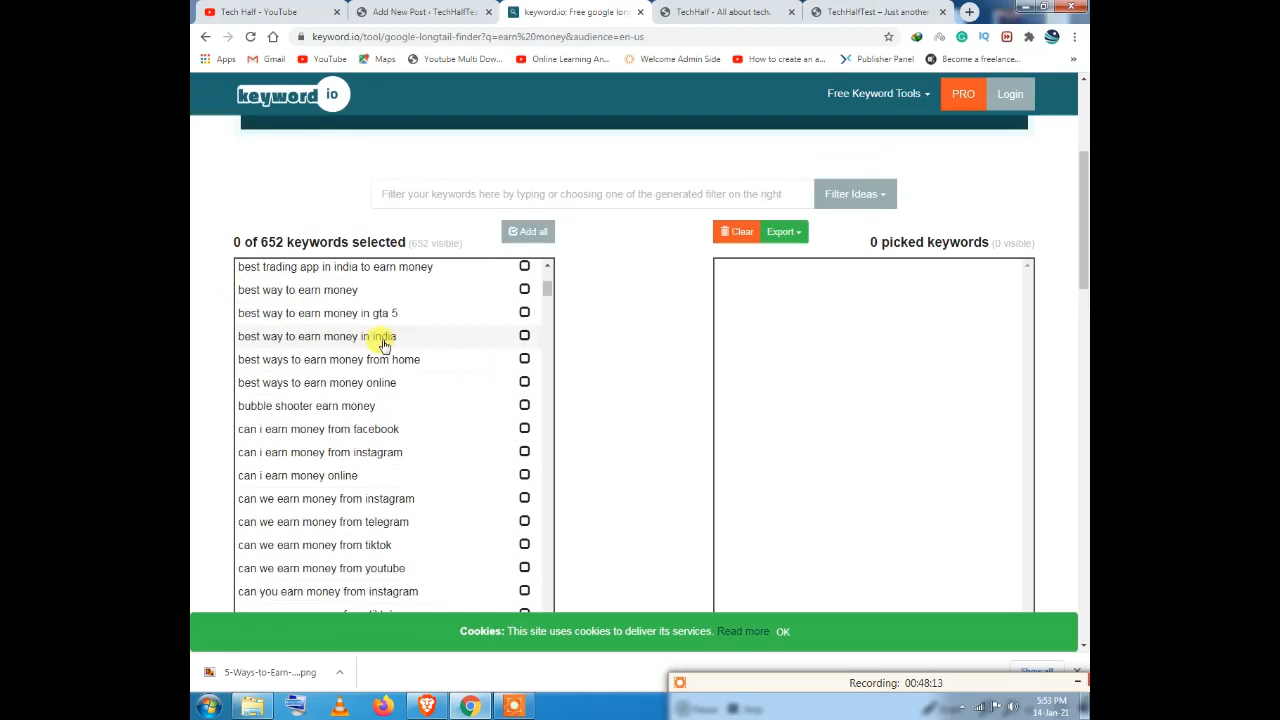 Tech Half - YouTube
Add New Post ‹ TechHalfTest
keyword.io: Free google lon
TechHalf - All about tech.
TechHalfTest – Just another
keyword.io/tool/google-longtail-finder?q=earn%20money&audience=en-us
Apps
Gmail
YouTube
Maps
Youtube Multi Dow...
Online Learning An...
Welcome Admin Side
How to create an a...
Publisher Panel
Become a freelance...
keyword io
Free Keyword Tools
PRO
Login
Filter your keywords here by typing or choosing one of the generated filter on the right
Filter Ideas
0 of 652 keywords selected (652 visible)
Add all
Clear
Export
0 picked keywords (0 visible)
best trading app in india to earn money
best way to earn money
best way to earn money in gta 5
best way to earn money in india
best ways to earn money from home
best ways to earn money online
bubble shooter earn money
can i earn money from facebook
can i earn money from instagram
can i earn money online
can we earn money from instagram
can we earn money from telegram
can we earn money from tiktok
can we earn money from youtube
can you earn money from instagram
Cookies: This site uses cookies to deliver its services. Read more OK
5-Ways-to-Earn-....png
Show all
Recording: 00:48:13
5:53 PM
14-Jan-21